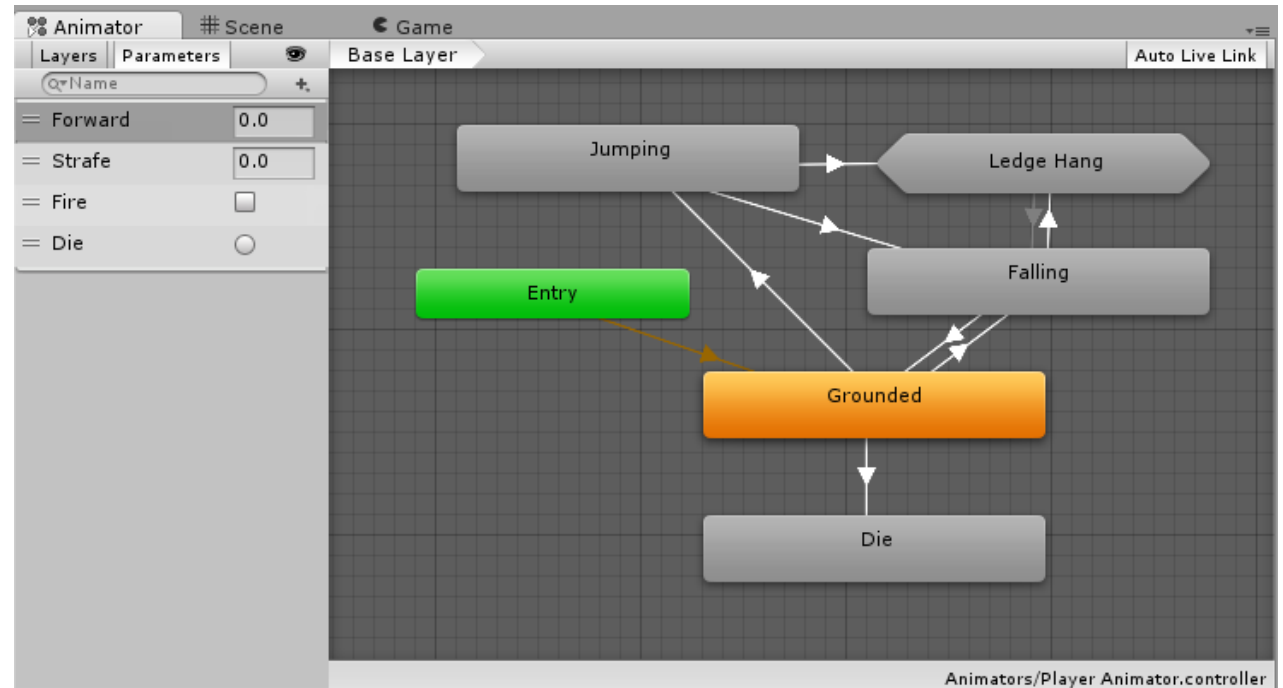 Animator Scene Game
Layers Parameters Base Layer Auto Live Link
Name
Forward 0.0
Strafe 0.0
Fire
Die
Jumping
Ledge Hang
Falling
Entry
Grounded
Die
Animators/Player Animator.controller